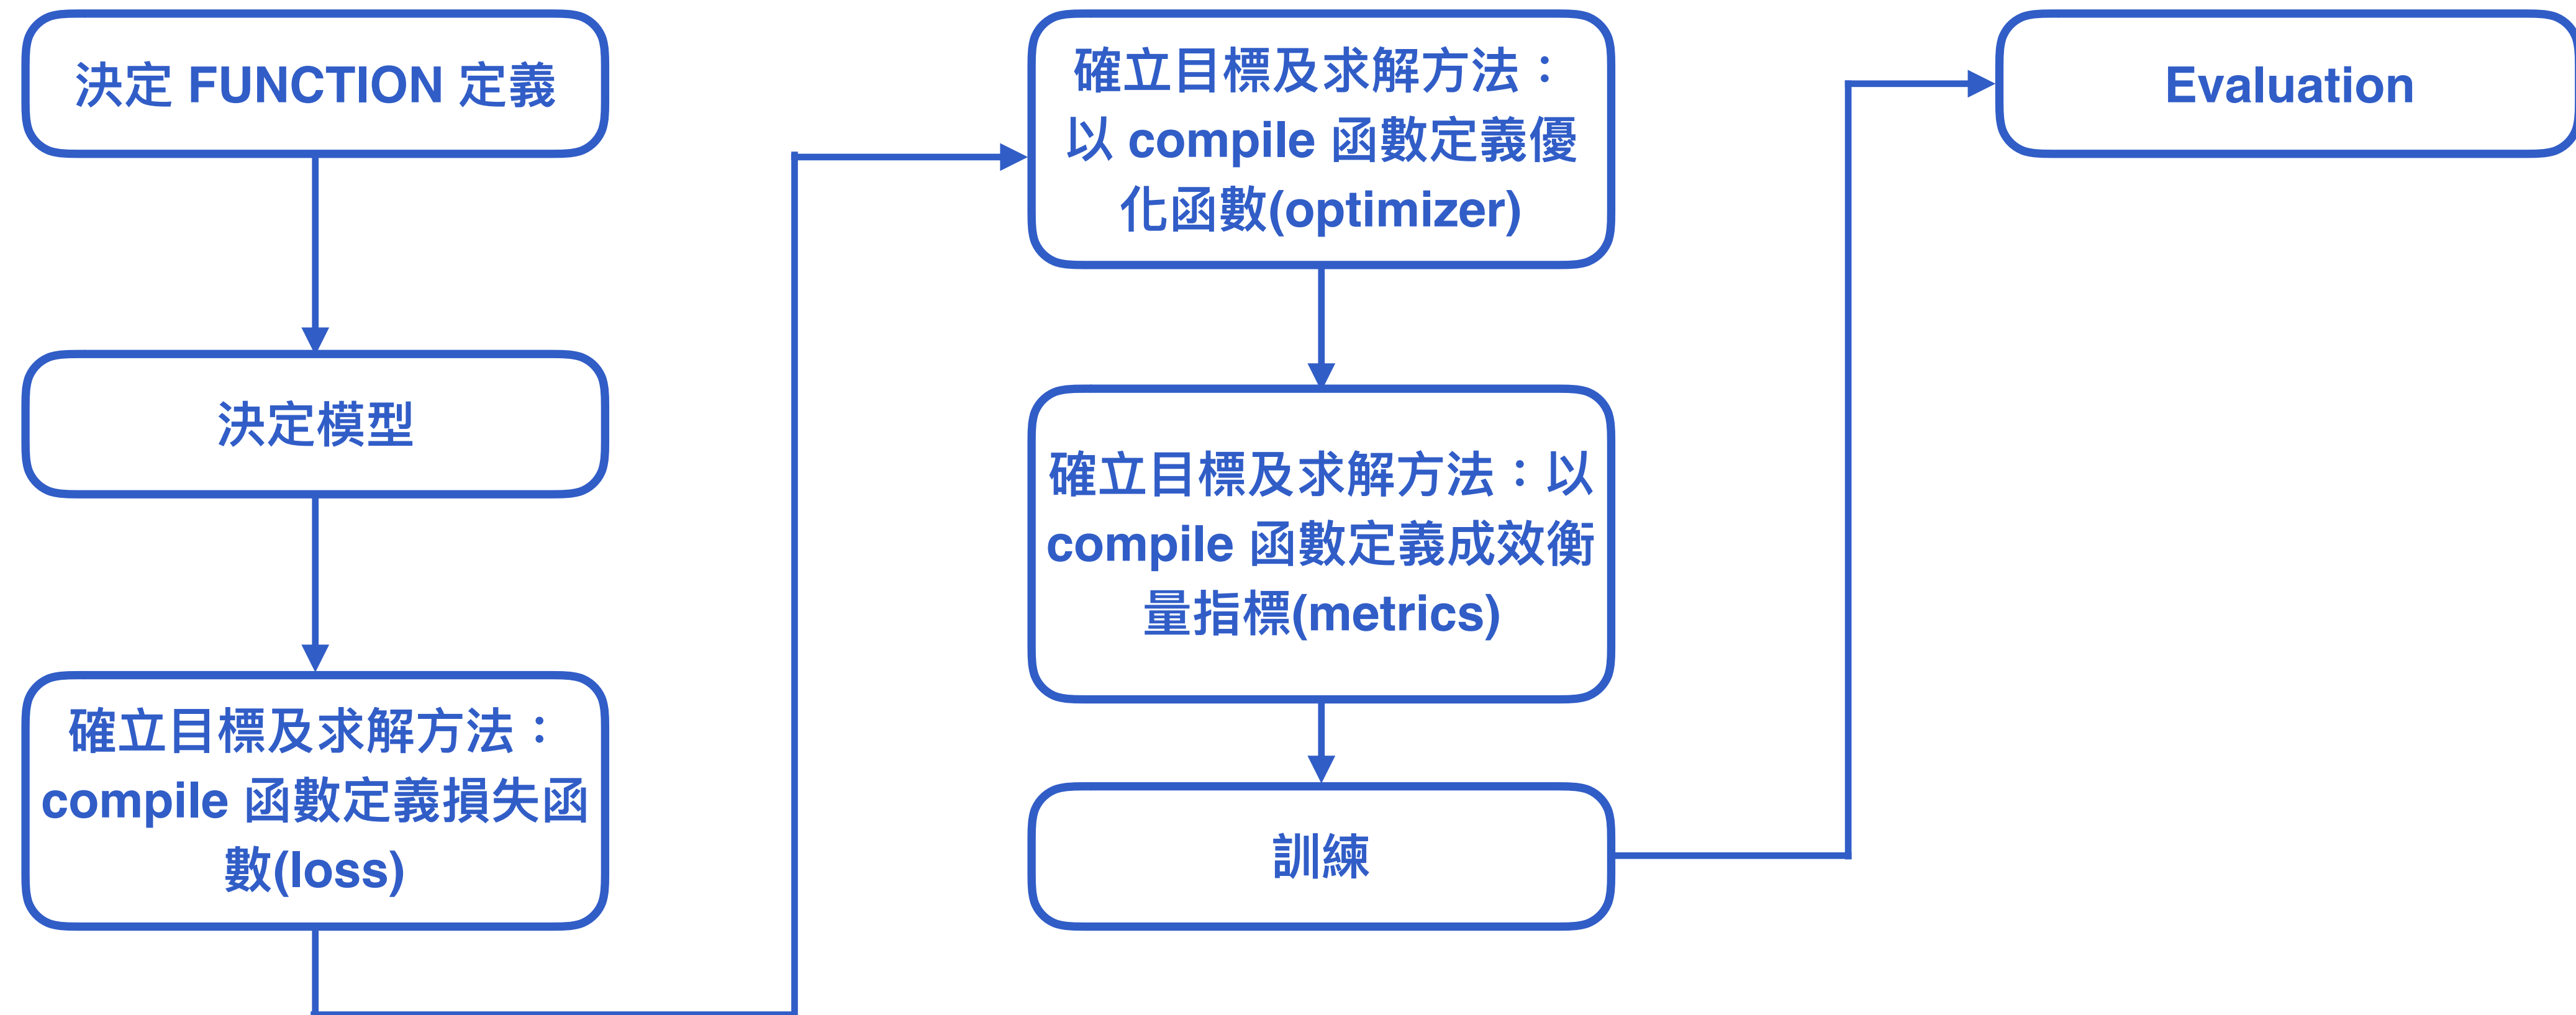 決定 FUNCTION 定義
決定模型
確立目標及求解方法：
compile 函數定義損失函
數(loss)
確立目標及求解方法：
以 compile 函數定義優
化函數(optimizer)
確立目標及求解方法：以
compile 函數定義成效衡
量指標(metrics)
訓練
Evaluation